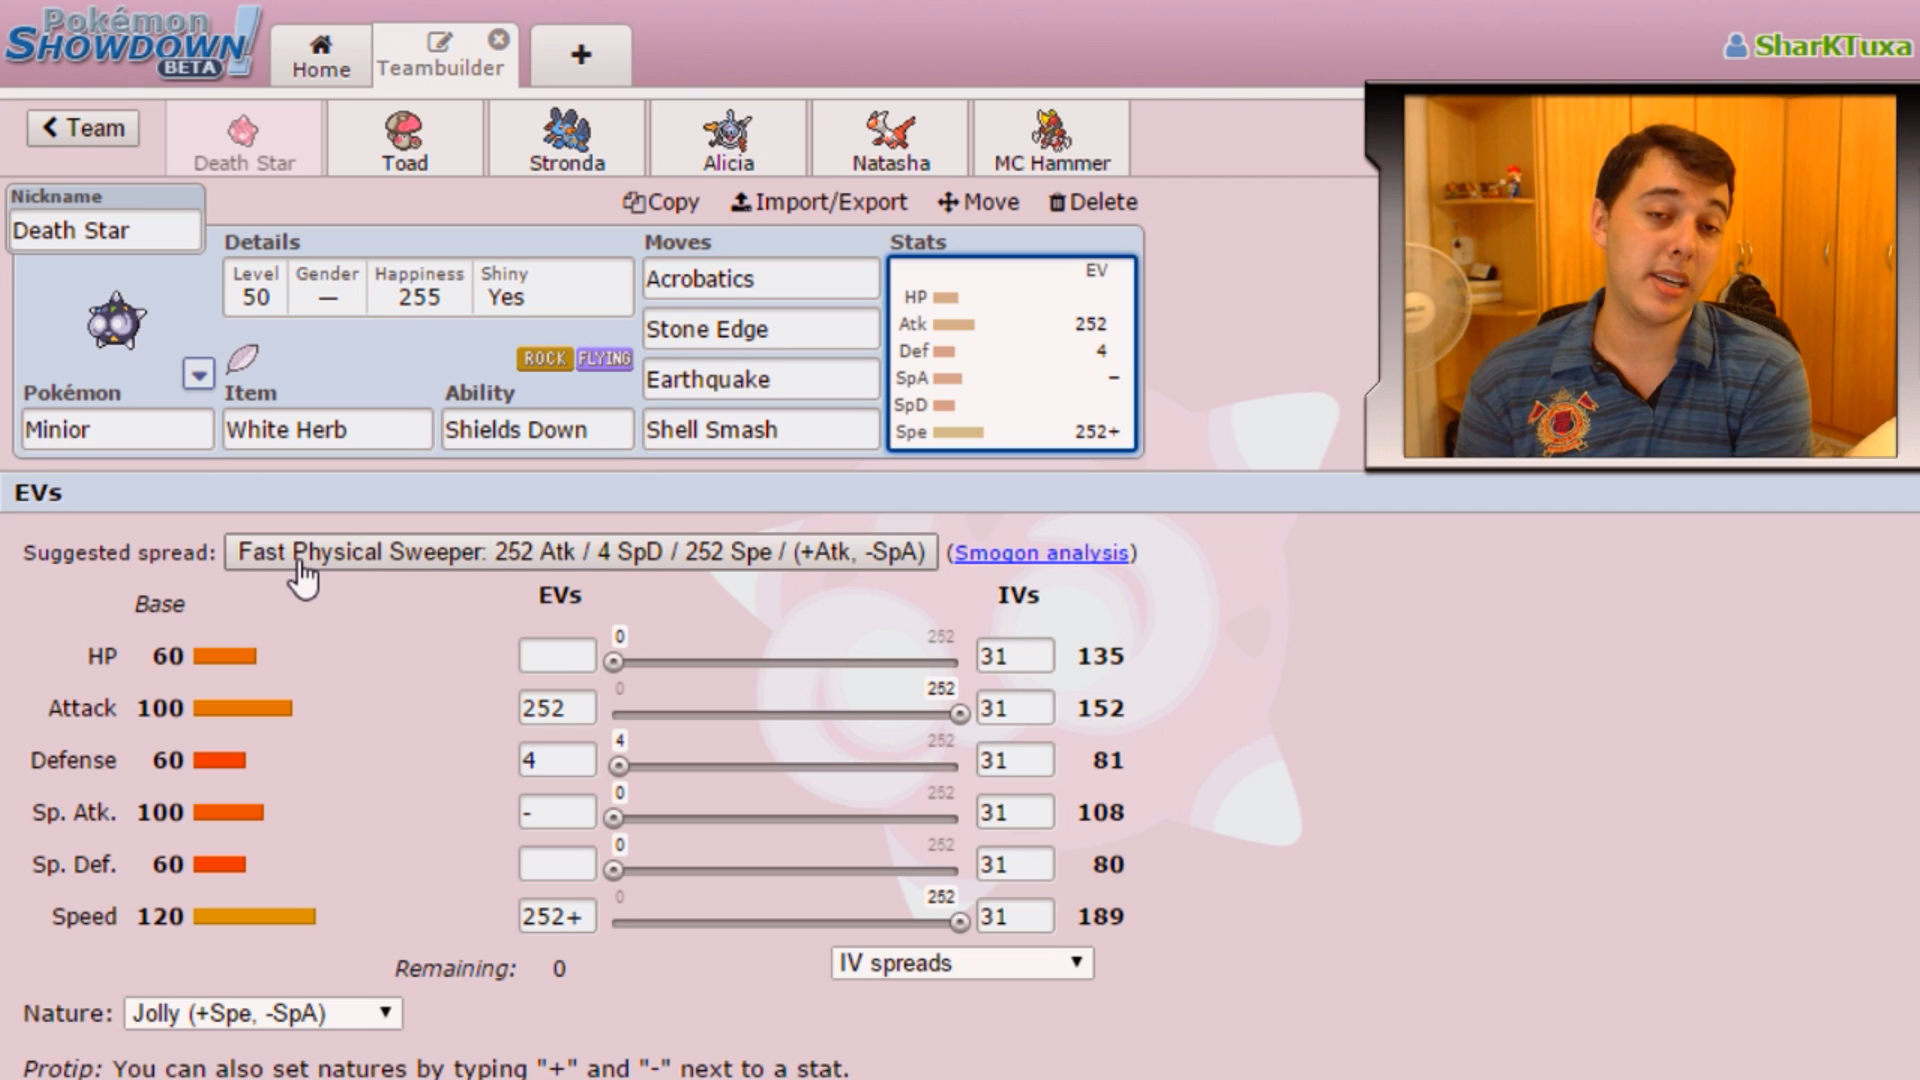 Pokémon
SHOWDOWN!
BETA
Home
Teambuilder
+
SharKTuxa
Team
Death Star
Toad
Stronda
Alicia
Natasha
MC Hammer
Nickname
Death Star
Copy
Import/Export
Move
Delete
Details
Level
50
Gender
—
Happiness
255
Shiny
Yes
ROCK
FLYING
Pokémon
Minior
Item
White Herb
Ability
Shields Down
Moves
Acrobatics
Stone Edge
Earthquake
Shell Smash
Stats
EV
HP
Atk 252
Def 4
SpA –
SpD
Spe 252+
EVs
Suggested spread: Fast Physical Sweeper: 252 Atk / 4 SpD / 252 Spe / (+Atk, -SpA) (Smogon analysis)
Base EVs IVs
HP 60 0 252 31 135
Attack 100 252 0 252 31 152
Defense 60 4 4 252 31 81
Sp. Atk. 100 - 0 252 31 108
Sp. Def. 60 0 252 31 80
Speed 120 252+ 0 252 31 189
Remaining: 0
IV spreads
Nature: Jolly (+Spe, -SpA)
Protip: You can also set natures by typing "+" and "-" next to a stat.